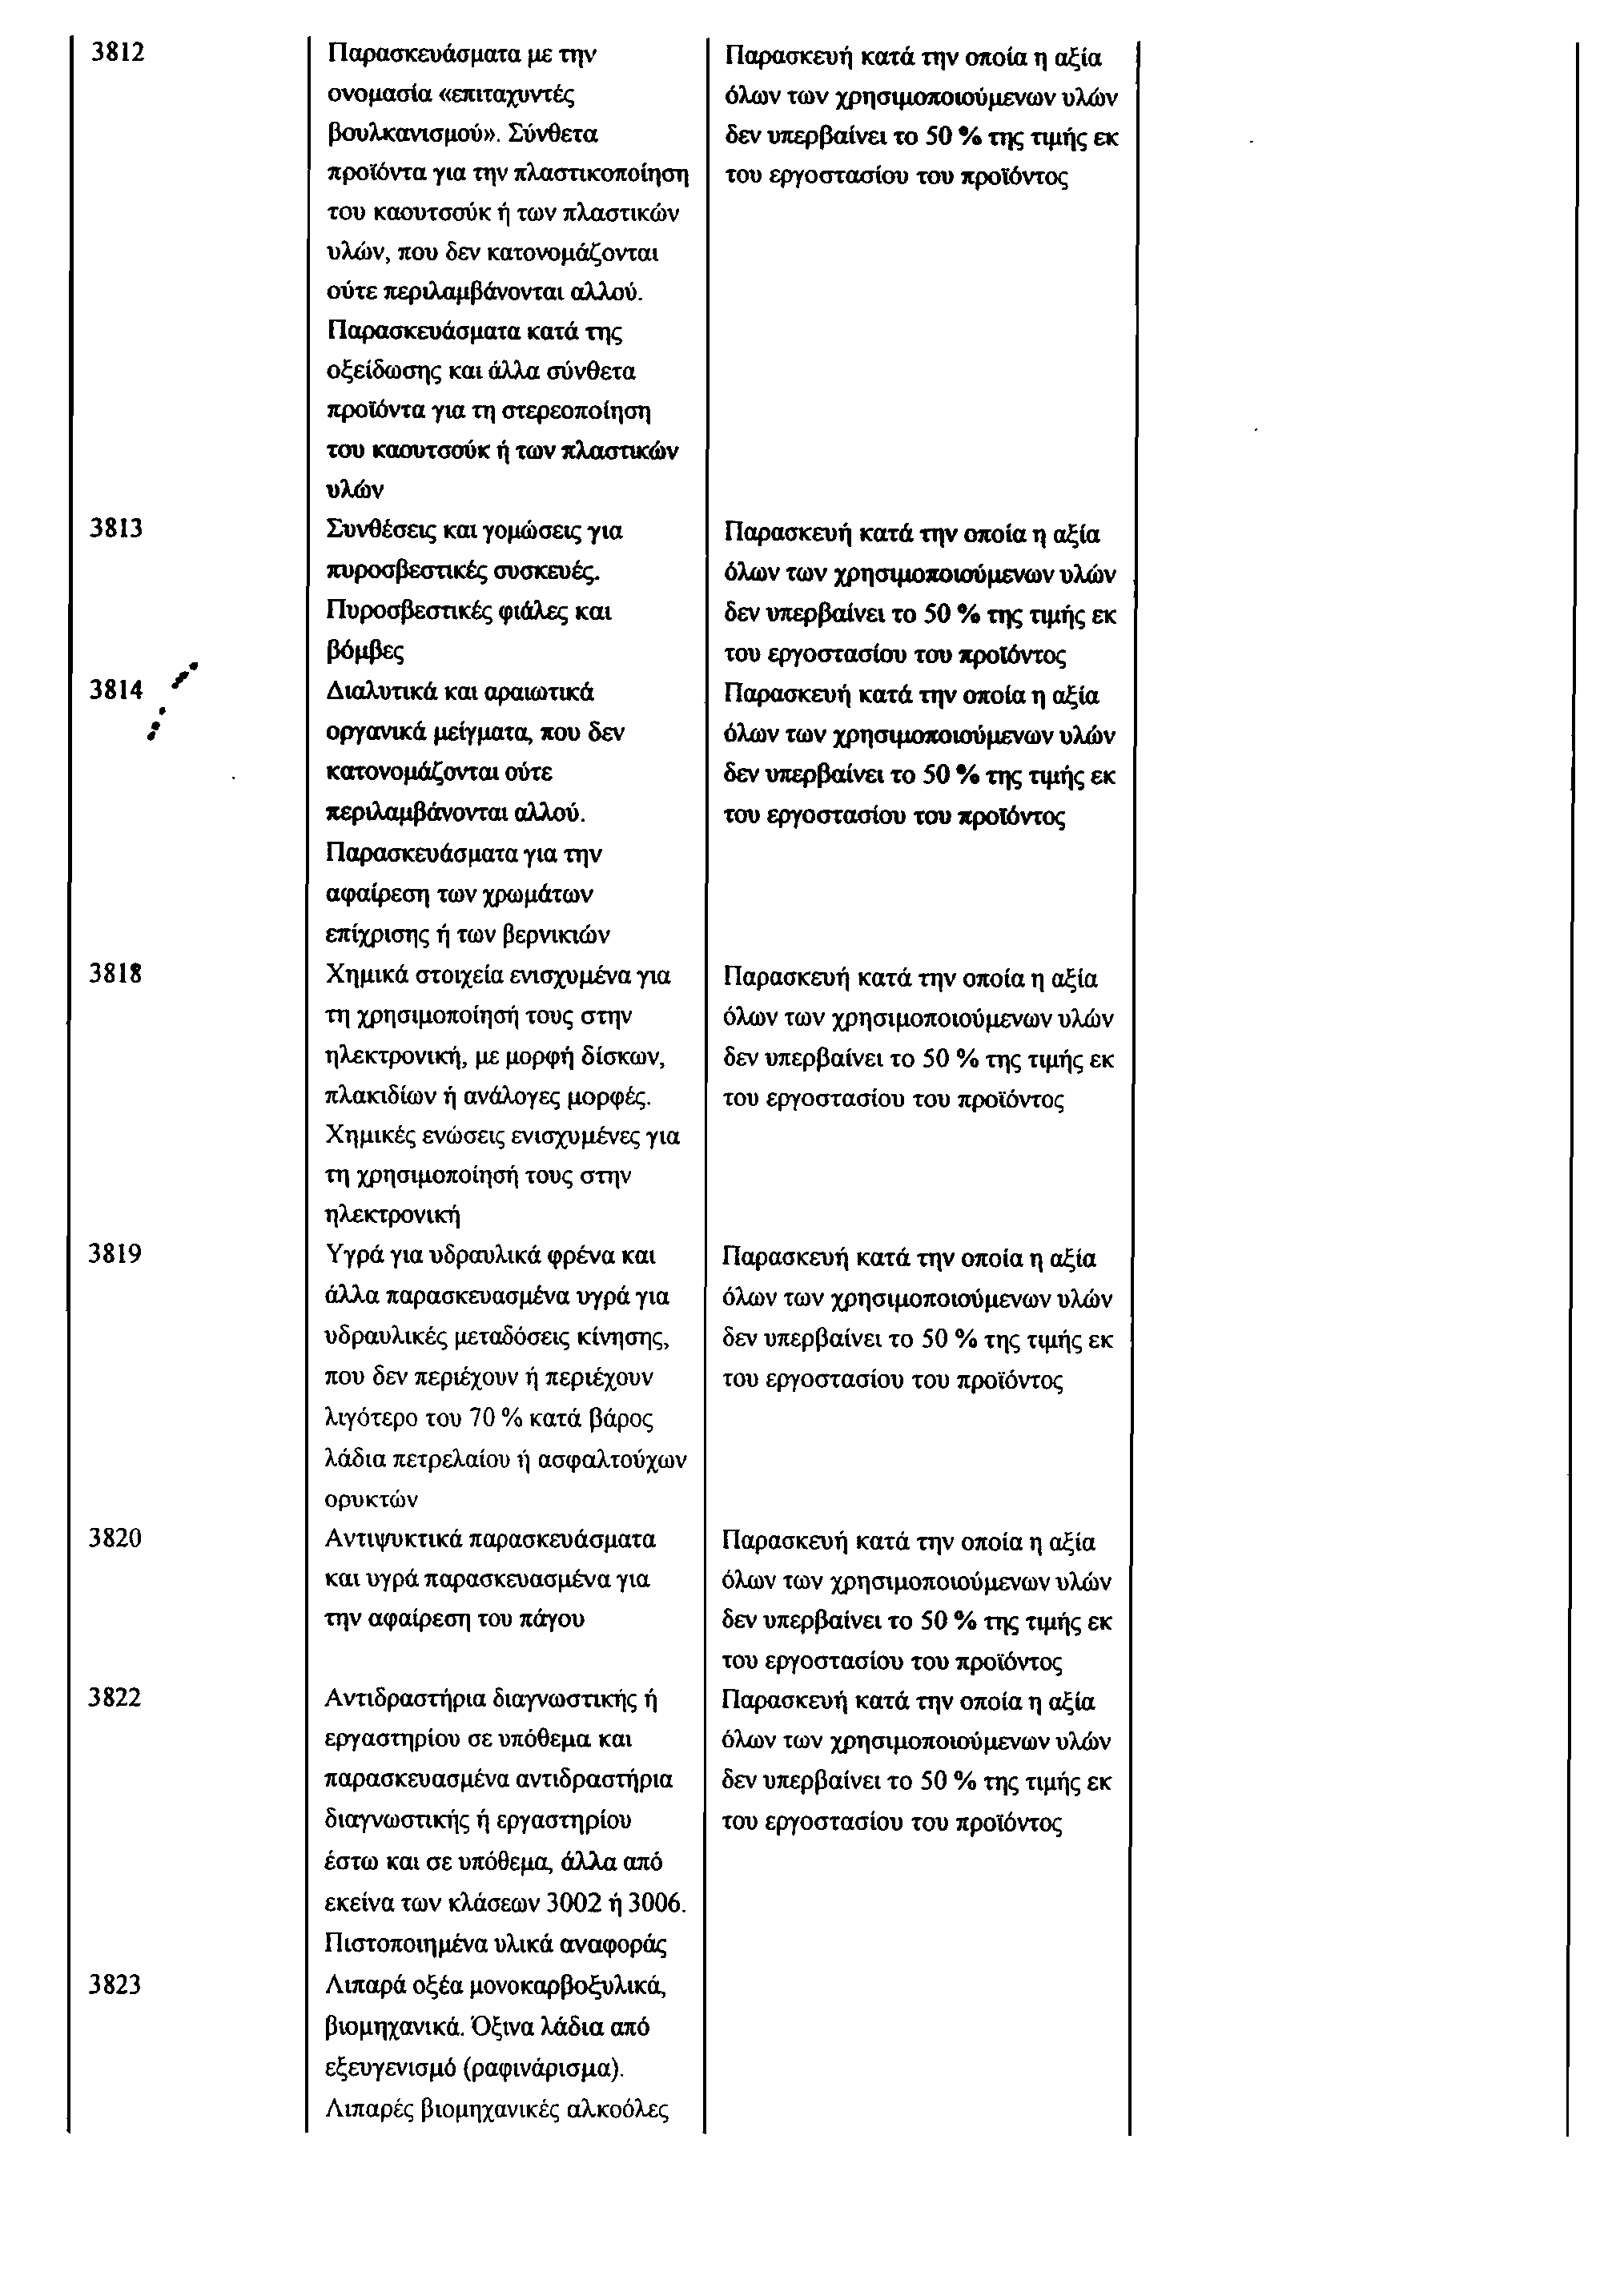 3812
Παρασκευάσματα με την
ονομασία «επιταχυντές
βουλκανισμού». Σύνθετα
προϊόντα για την πλαστικοποίηση
του καουτσούκ ή των πλαστικών
υλών, που δεν κατονομάζονται
ούτε περιλαμβάνονται αλλού.
Παρασκευάσματα κατά της
οξείδωσης και άλλα σύνθετα
προϊόντα για τη στερεοποίηση
του καουτσούκ ή των πλαστικών
υλών
Παρασκευή κατά την οποία η αξία
όλων των χρησιμοποιούμενων υλών
δεν υπερβαίνει το 50 % της τιμής εκ
του εργοστασίου του προϊόντος
3813
Συνθέσεις και γομώσεις για
πυροσβεστικές συσκευές.
Πυροσβεστικές φιάλες και
βόμβες
Παρασκευή κατά την οποία η αξία
όλων των χρησιμοποιούμενων υλών
δεν υπερβαίνει το 50 % της τιμής εκ
του εργοστασίου του προϊόντος
3814
Διαλυτικά και αραιωτικά
οργανικά μείγματα, που δεν
κατονομάζονται ούτε
περιλαμβάνονται αλλού.
Παρασκευάσματα για την
αφαίρεση των χρωμάτων
επίχρισης ή των βερνικιών
Παρασκευή κατά την οποία η αξία
όλων των χρησιμοποιούμενων υλών
δεν υπερβαίνει το 50 % της τιμής εκ
του εργοστασίου του προϊόντος
3818
Χημικά στοιχεία ενισχυμένα για
τη χρησιμοποίησή τους στην
ηλεκτρονική, με μορφή δίσκων,
πλακιδίων ή ανάλογες μορφές.
Χημικές ενώσεις ενισχυμένες για
τη χρησιμοποίησή τους στην
ηλεκτρονική
Παρασκευή κατά την οποία η αξία
όλων των χρησιμοποιούμενων υλών
δεν υπερβαίνει το 50 % της τιμής εκ
του εργοστασίου του προϊόντος
3819
Υγρά για υδραυλικά φρένα και
άλλα παρασκευασμένα υγρά για
υδραυλικές μεταδόσεις κίνησης,
που δεν περιέχουν ή περιέχουν
λιγότερο του 70 % κατά βάρος
λάδια πετρελαίου ή ασφαλτούχων
ορυκτών
Παρασκευή κατά την οποία η αξία
όλων των χρησιμοποιούμενων υλών
δεν υπερβαίνει το 50 % της τιμής εκ
του εργοστασίου του προϊόντος
3820
Αντιψυκτικά παρασκευάσματα
και υγρά παρασκευασμένα για
την αφαίρεση του πάγου
Παρασκευή κατά την οποία η αξία
όλων των χρησιμοποιούμενων υλών
δεν υπερβαίνει το 50 % της τιμής εκ
του εργοστασίου του προϊόντος
3822
Αντιδραστήρια διαγνωστικής ή
εργαστηρίου σε υπόθεμα και
παρασκευασμένα αντιδραστήρια
διαγνωστικής ή εργαστηρίου
έστω και σε υπόθεμα, άλλα από
εκείνα των κλάσεων 3002 ή 3006.
Πιστοποιημένα υλικά αναφοράς
Παρασκευή κατά την οποία η αξία
όλων των χρησιμοποιούμενων υλών
δεν υπερβαίνει το 50 % της τιμής εκ
του εργοστασίου του προϊόντος
3823
Λιπαρά οξέα μονοκαρβοξυλικά,
βιομηχανικά. Όξινα λάδια από
εξευγενισμό (ραφινάρισμα).
Λιπαρές βιομηχανικές αλκοόλες